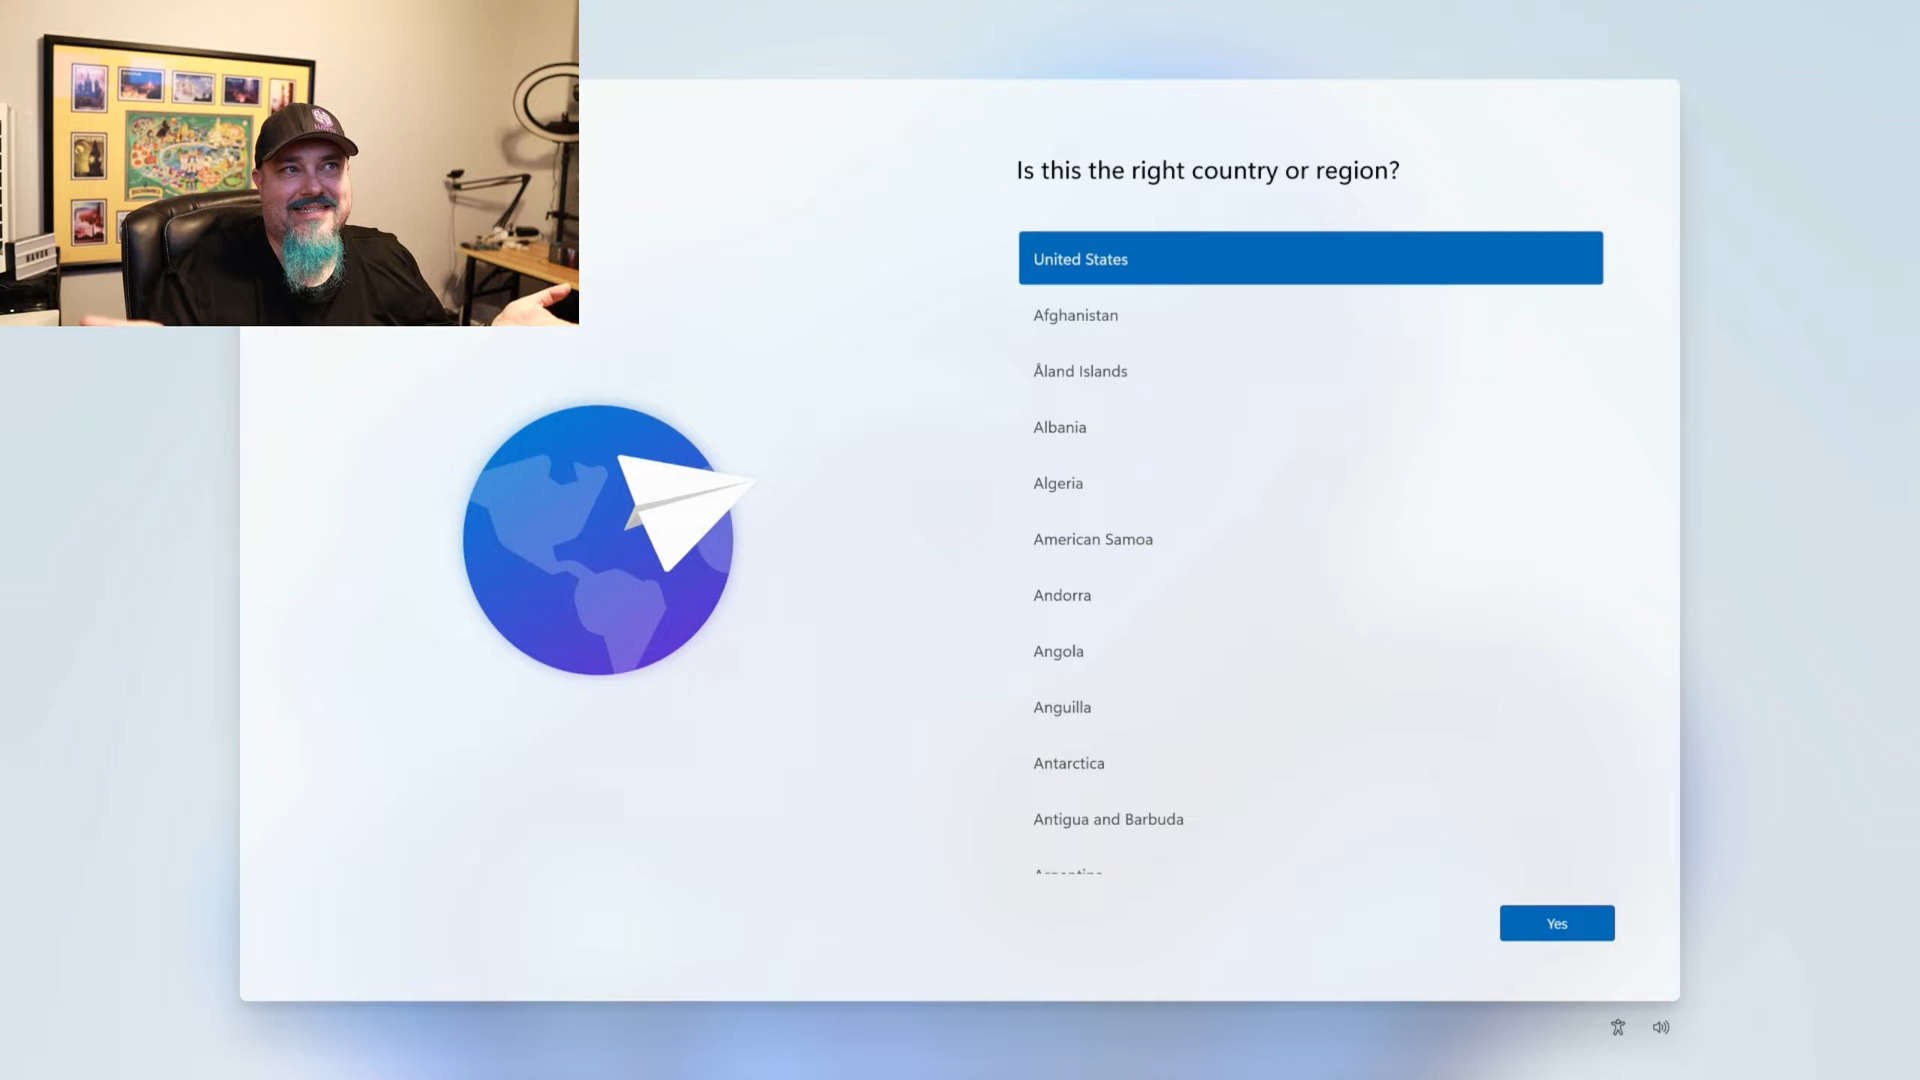 Is this the right country or region?
United States
Afghanistan
Åland Islands
Albania
Algeria
American Samoa
Andorra
Angola
Anguilla
Antarctica
Antigua and Barbuda
Yes